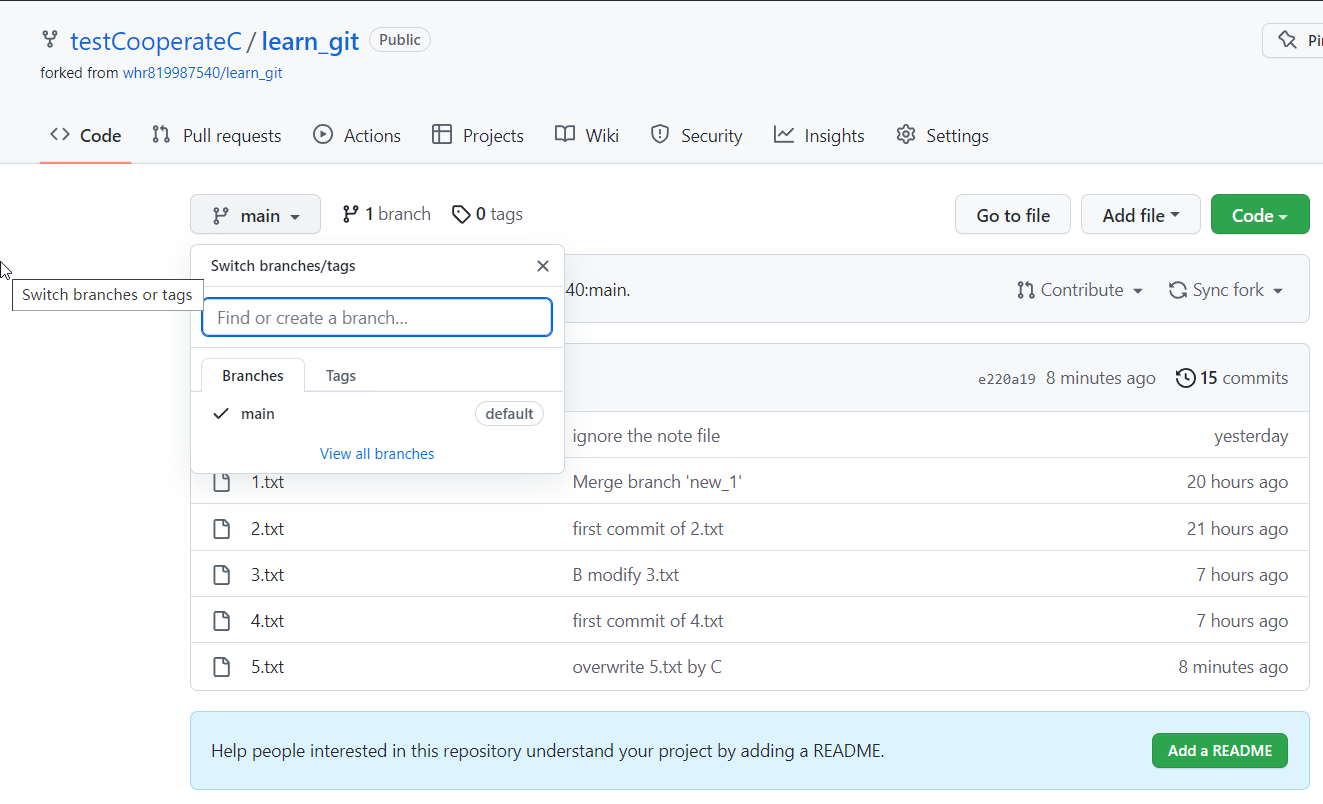 testCooperateC / learn_git Public
forked from whr819987540/learn_git
Code Pull requests Actions Projects Wiki Security Insights Settings
main 1 branch 0 tags Go to file Add file Code
Switch branches/tags
Switch branches or tags
40:main. Contribute Sync fork
Find or create a branch...
Branches Tags
e220a19 8 minutes ago 15 commits
main default
ignore the note file yesterday
View all branches
1.txt Merge branch 'new_1' 20 hours ago
2.txt first commit of 2.txt 21 hours ago
3.txt B modify 3.txt 7 hours ago
4.txt first commit of 4.txt 7 hours ago
5.txt overwrite 5.txt by C 8 minutes ago
Help people interested in this repository understand your project by adding a README. Add a README